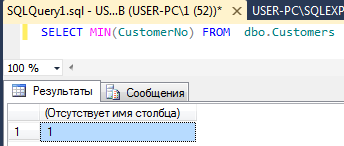 SQLQuery1.sql - US...B (USER-PC\1 (52))* × USER-PC\SQLEXP
SELECT MIN(CustomerNo) FROM dbo.Customers
100 %
Результаты Сообщения
(Отсутствует имя столбца)
1 1